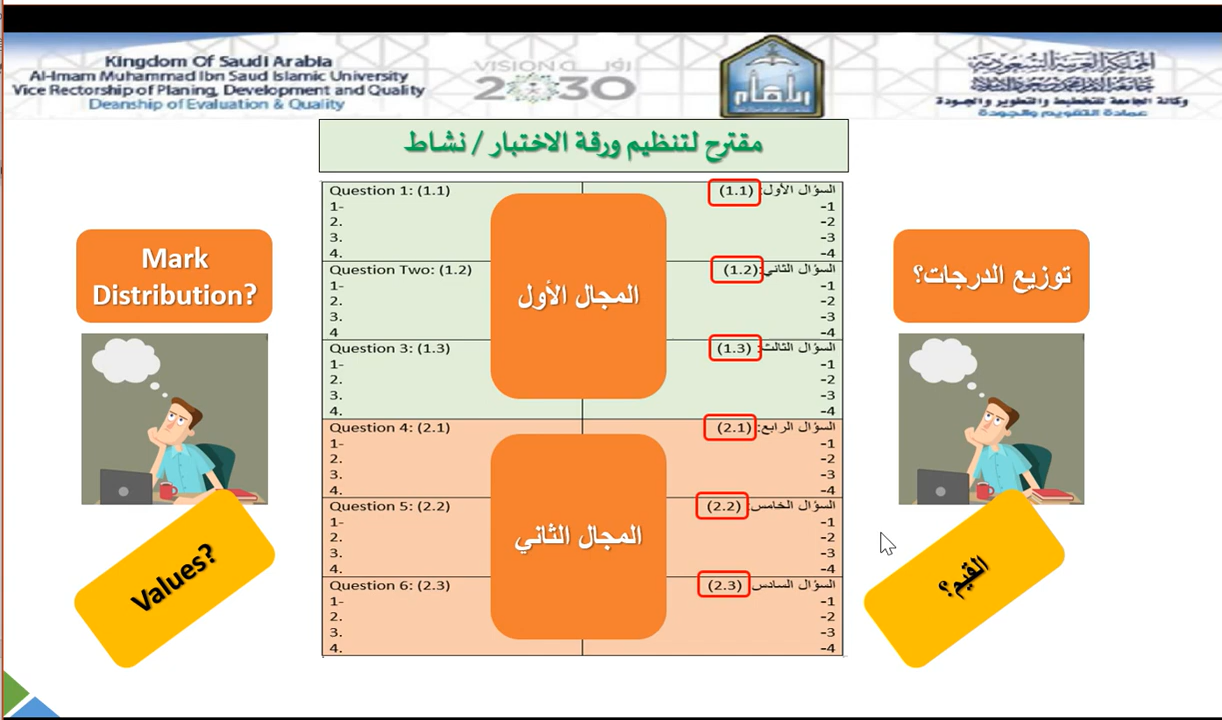 Kingdom Of Saudi Arabia
Al-Imam Muhammad Ibn Saud Islamic University
Vice Rectorship of Planing, Development and Quality
Deanship of Evaluation & Quality
VISION رؤيـة
2030
المملكة العربية السعودية
جامعة الإمام محمد بن سعود الإسلامية
وكالة الجامعة للتخطيط والتطوير والجودة
عمادة التقويم والجودة
مقترح لتنظيم ورقة الاختبار / نشاط
Mark
Distribution?
Values?
Question 1: (1.1)
1-
2.
3.
4.
Question Two: (1.2)
1-
2.
3.
4
Question 3: (1.3)
1-
2.
3.
4.
Question 4: (2.1)
1-
2.
3.
4.
Question 5: (2.2)
1-
2.
3.
4.
Question 6: (2.3)
1-
2.
3.
4.
المجال الأول
المجال الثاني
السؤال الأول: (1.1)
1-
2-
3-
4-
السؤال الثاني:(1.2)
1-
2-
3-
4-
السؤال الثالث: (1.3)
1-
2-
3-
4-
السؤال الرابع: (2.1)
1-
2-
3-
4-
السؤال الخامس: (2.2)
1-
2-
3-
4-
السؤال السادس (2.3)
1-
2-
3-
4-
توزيع الدرجات؟
القيم؟